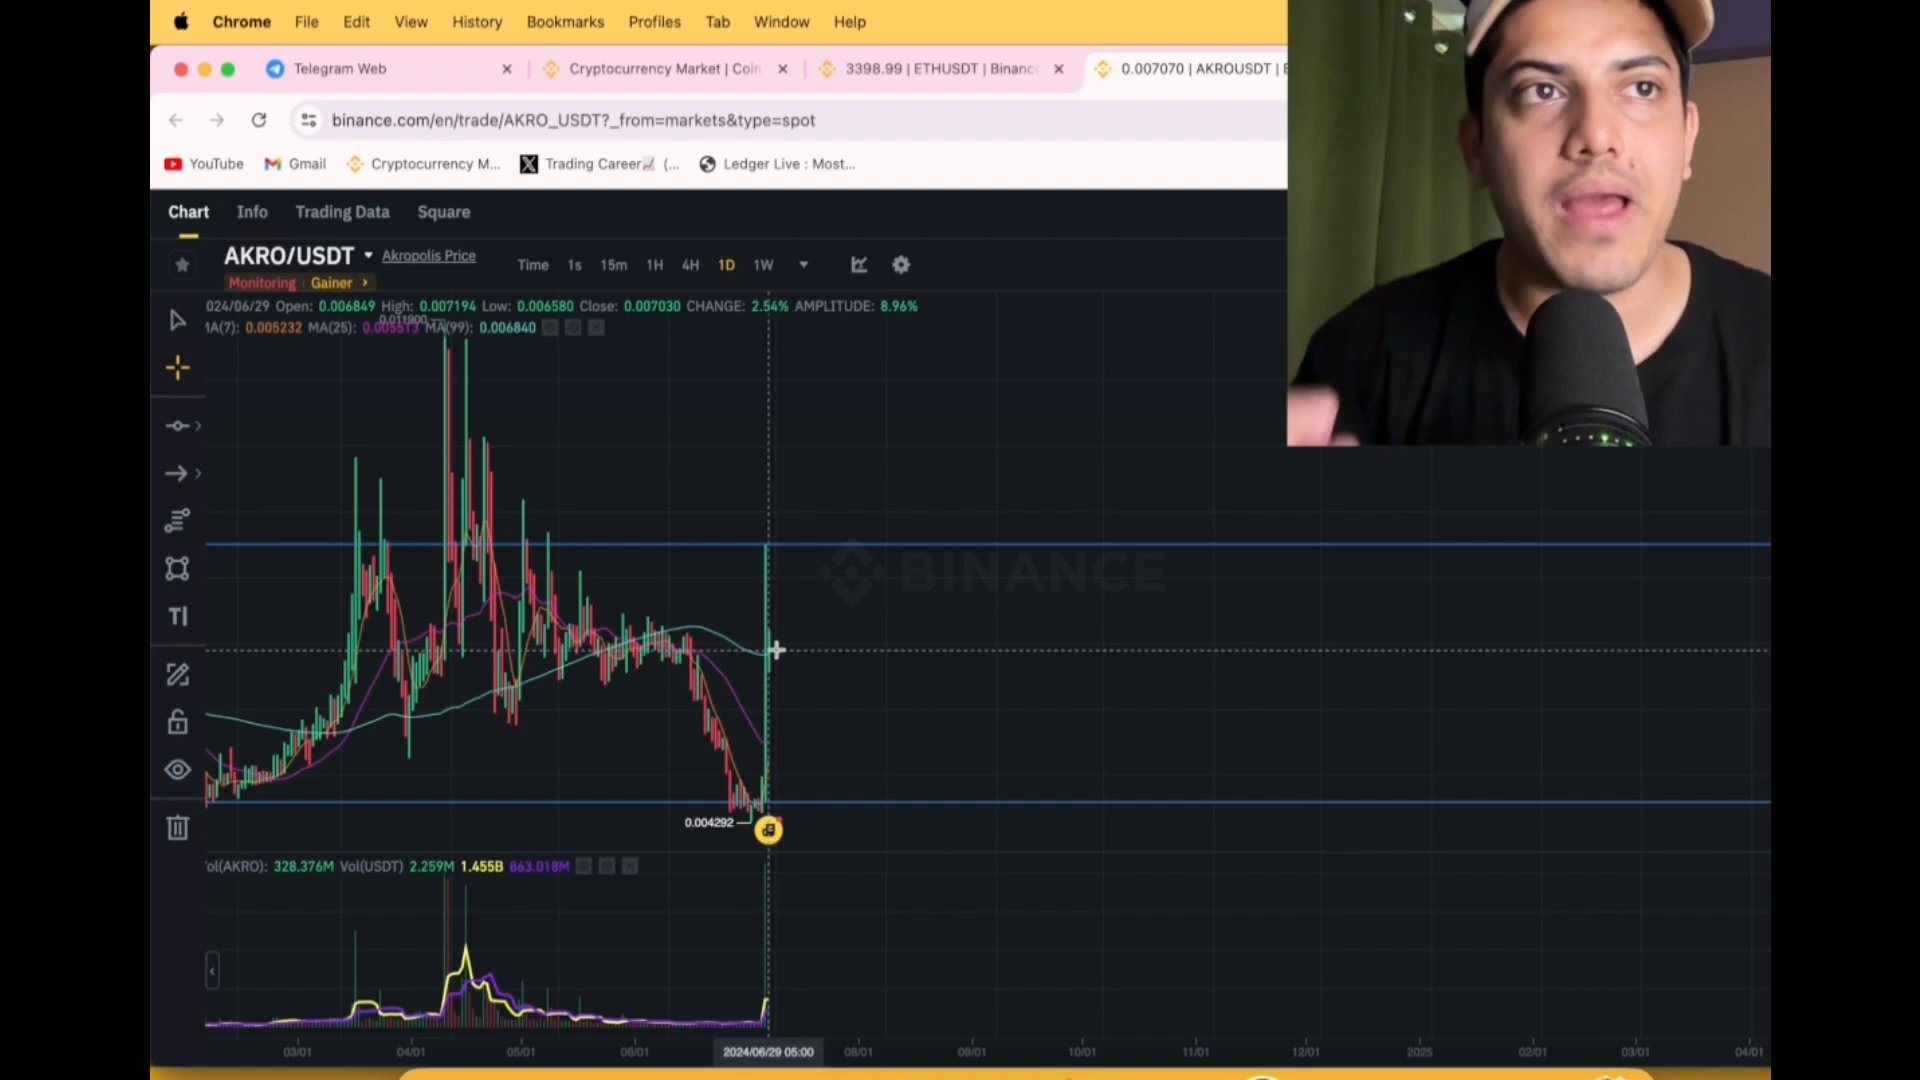 Chrome File Edit View History Bookmarks Profiles Tab Window Help
Telegram Web Cryptocurrency Market | Coin 3398.99 | ETHUSDT | Binance 0.007070 | AKROUSDT |
binance.com/en/trade/AKRO_USDT?_from=markets&type=spot
YouTube Gmail Cryptocurrency M... Trading Career (... Ledger Live : Most...
Chart Info Trading Data Square
AKRO/USDT Akropolis Price Time 1s 15m 1H 4H 1D 1W
Monitoring Gainer
024/06/29 Open: 0.006849 High: 0.007194 Low: 0.006580 Close: 0.007030 CHANGE: 2.54% AMPLITUDE: 8.96%
0.011900
MA(7): 0.005232 MA(25): 0.005513 MA(99): 0.006840
BINANCE
0.004292
Vol(AKRO): 328.376M Vol(USDT) 2.259M 1.455B 863.018M
03/01 04/01 05/01 06/01 2024/06/29 05:00 08/01 09/01 10/01 11/01 12/01 2025 02/01 03/01 04/01